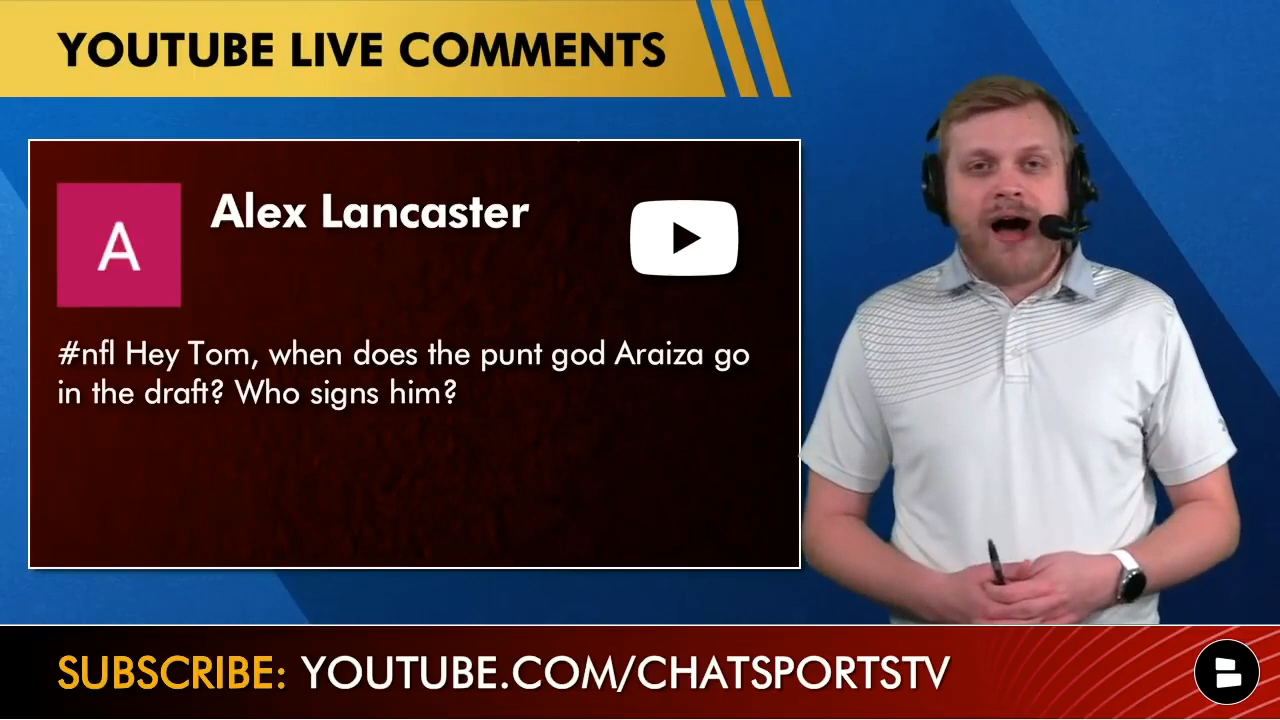 YOUTUBE LIVE COMMENTS
A
Alex Lancaster
#nfl Hey Tom, when does the punt god Araiza go
in the draft? Who signs him?
SUBSCRIBE: YOUTUBE.COM/CHATSPORTSTV